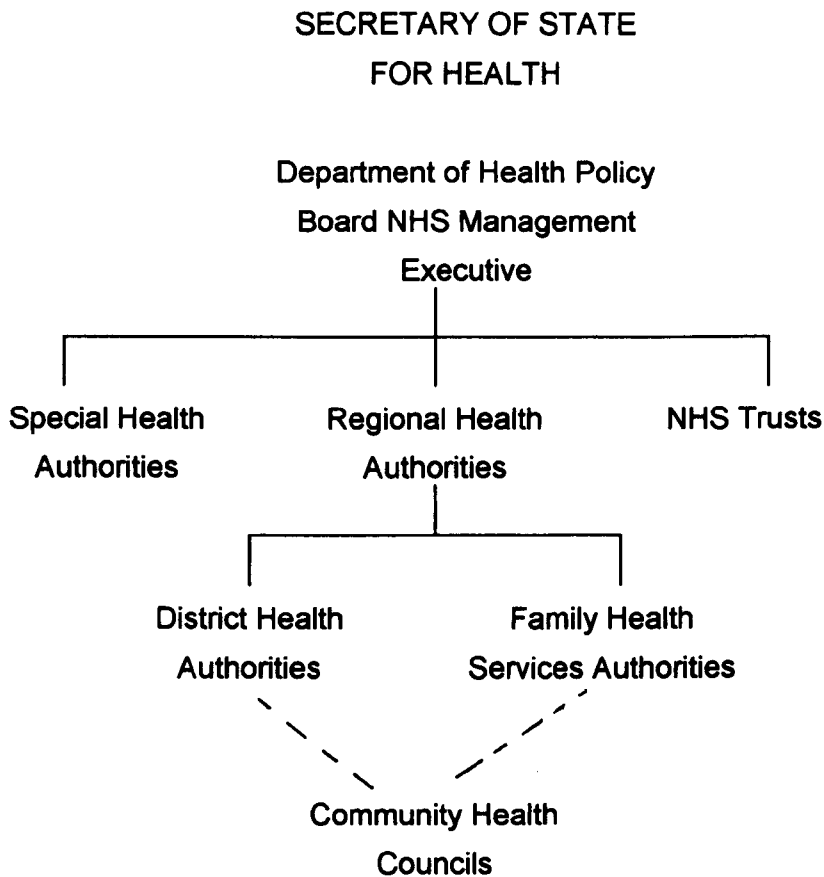 SECRETARY OF STATE
FOR HEALTH
Department of Health Policy
Board NHS Management
Executive
Special Health
Authorities
Regional Health
Authorities
NHS Trusts
District Health
Authorities
Family Health
Services Authorities
Community Health
Councils